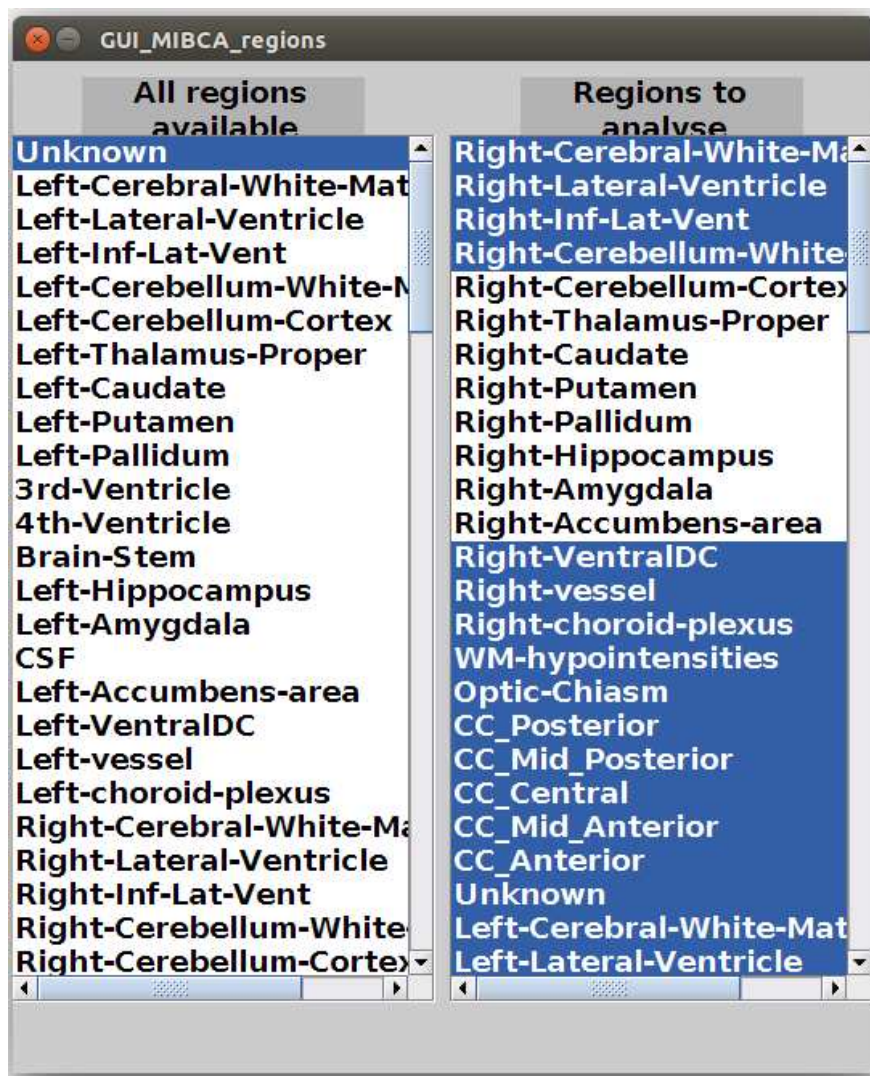 GUI_MIBCA_regions
All regions
available
Unknown
Left-Cerebral-White-Mat
Left-Lateral-Ventricle
Left-Inf-Lat-Vent
Left-Cerebellum-White-M
Left-Cerebellum-Cortex
Left-Thalamus-Proper
Left-Caudate
Left-Putamen
Left-Pallidum
3rd-Ventricle
4th-Ventricle
Brain-Stem
Left-Hippocampus
Left-Amygdala
CSF
Left-Accumbens-area
Left-VentralDC
Left-vessel
Left-choroid-plexus
Right-Cerebral-White-Ma
Right-Lateral-Ventricle
Right-Inf-Lat-Vent
Right-Cerebellum-White-
Right-Cerebellum-Cortex
Regions to
analyse
Right-Cerebral-White-Ma
Right-Lateral-Ventricle
Right-Inf-Lat-Vent
Right-Cerebellum-White-
Right-Cerebellum-Cortex
Right-Thalamus-Proper
Right-Caudate
Right-Putamen
Right-Pallidum
Right-Hippocampus
Right-Amygdala
Right-Accumbens-area
Right-VentralDC
Right-vessel
Right-choroid-plexus
WM-hypointensities
Optic-Chiasm
CC_Posterior
CC_Mid_Posterior
CC_Central
CC_Mid_Anterior
CC_Anterior
Unknown
Left-Cerebral-White-Mat
Left-Lateral-Ventricle